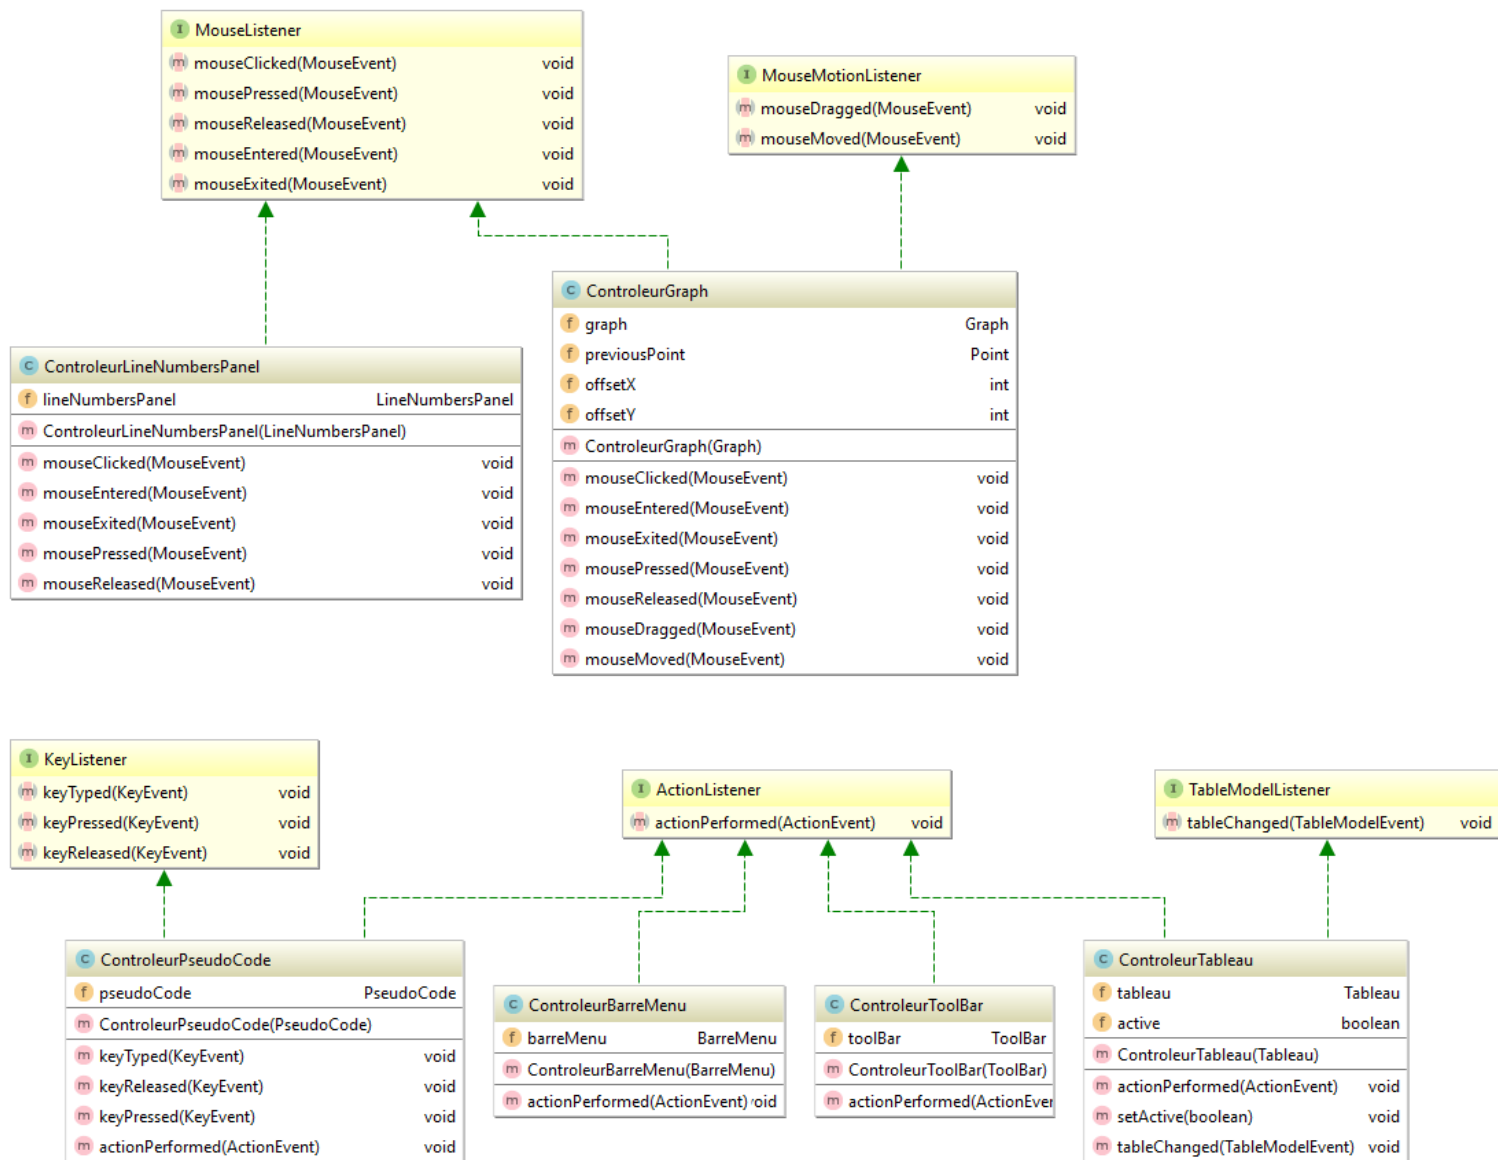 MouseListener
mouseClicked(MouseEvent) void
mousePressed(MouseEvent) void
mouseReleased(MouseEvent) void
mouseEntered(MouseEvent) void
mouseExited(MouseEvent) void
MouseMotionListener
mouseDragged(MouseEvent) void
mouseMoved(MouseEvent) void
ControleurLineNumbersPanel
lineNumbersPanel LineNumbersPanel
ControleurLineNumbersPanel(LineNumbersPanel)
mouseClicked(MouseEvent) void
mouseEntered(MouseEvent) void
mouseExited(MouseEvent) void
mousePressed(MouseEvent) void
mouseReleased(MouseEvent) void
ControleurGraph
graph Graph
previousPoint Point
offsetX int
offsetY int
ControleurGraph(Graph)
mouseClicked(MouseEvent) void
mouseEntered(MouseEvent) void
mouseExited(MouseEvent) void
mousePressed(MouseEvent) void
mouseReleased(MouseEvent) void
mouseDragged(MouseEvent) void
mouseMoved(MouseEvent) void
KeyListener
keyTyped(KeyEvent) void
keyPressed(KeyEvent) void
keyReleased(KeyEvent) void
ActionListener
actionPerformed(ActionEvent) void
TableModelListener
tableChanged(TableModelEvent) void
ControleurPseudoCode
pseudoCode PseudoCode
ControleurPseudoCode(PseudoCode)
keyTyped(KeyEvent) void
keyReleased(KeyEvent) void
keyPressed(KeyEvent) void
actionPerformed(ActionEvent) void
ControleurBarreMenu
barreMenu BarreMenu
ControleurBarreMenu(BarreMenu)
actionPerformed(ActionEvent) void
ControleurToolBar
toolBar ToolBar
ControleurToolBar(ToolBar)
actionPerformed(ActionEver
ControleurTableau
tableau Tableau
active boolean
ControleurTableau(Tableau)
actionPerformed(ActionEvent) void
setActive(boolean) void
tableChanged(TableModelEvent) void